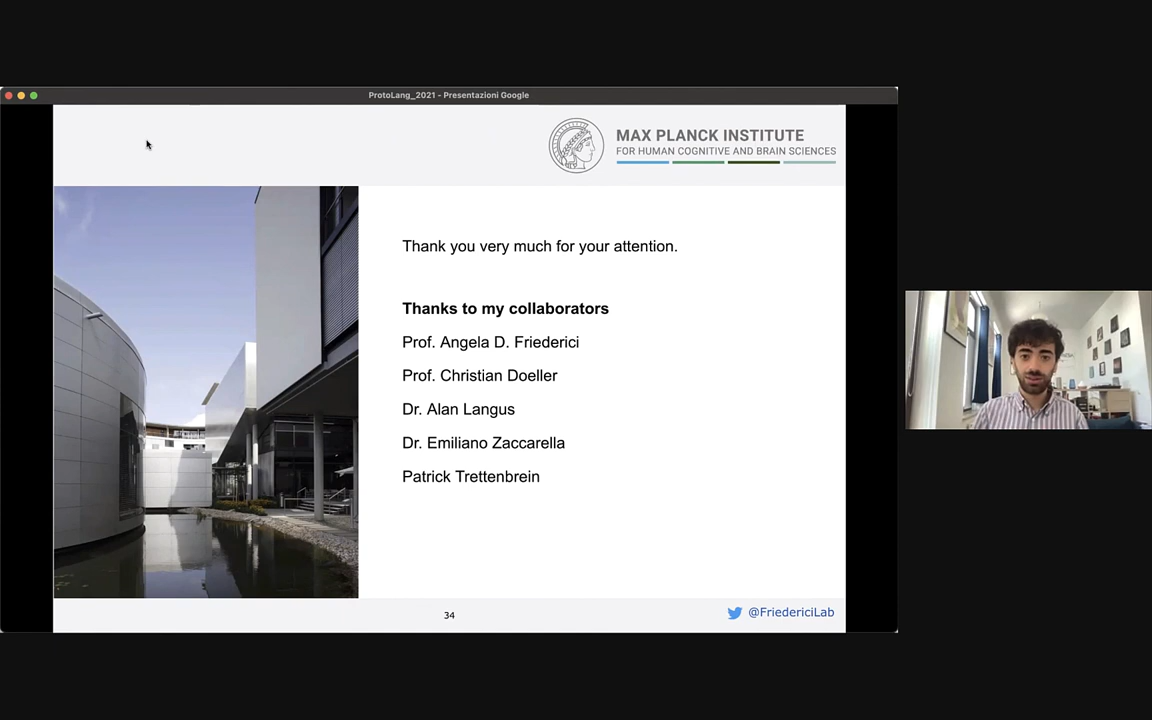 ProtoLang_2021 - Presentazioni Google
MAX PLANCK INSTITUTE
FOR HUMAN COGNITIVE AND BRAIN SCIENCES
Thank you very much for your attention.
Thanks to my collaborators
Prof. Angela D. Friederici
Prof. Christian Doeller
Dr. Alan Langus
Dr. Emiliano Zaccarella
Patrick Trettenbrein
34
@FriedericiLab